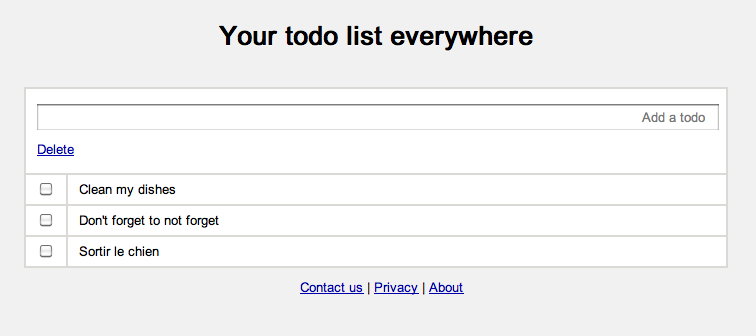 Your todo list everywhere
Add a todo
Delete
Clean my dishes
Don't forget to not forget
Sortir le chien
Contact us | Privacy | About